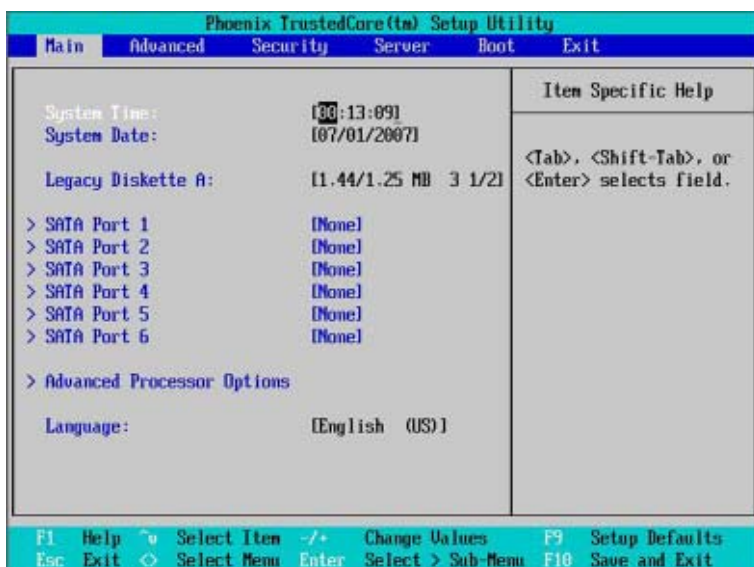 Phoenix TrustedCore(tm) Setup Utility
Main Advanced Security Server Boot Exit
Item Specific Help
System Time: [00:13:09]
System Date: [07/01/2007]
<Tab>, <Shift-Tab>, or
<Enter> selects field.
Legacy Diskette A: [1.44/1.25 MB 3 1/2]
> SATA Port 1 [None]
> SATA Port 2 [None]
> SATA Port 3 [None]
> SATA Port 4 [None]
> SATA Port 5 [None]
> SATA Port 6 [None]
> Advanced Processor Options
Language: [English (US)]
F1 Help ^v Select Item -/+ Change Values F9 Setup Defaults
Esc Exit <> Select Menu Enter Select > Sub-Menu F10 Save and Exit